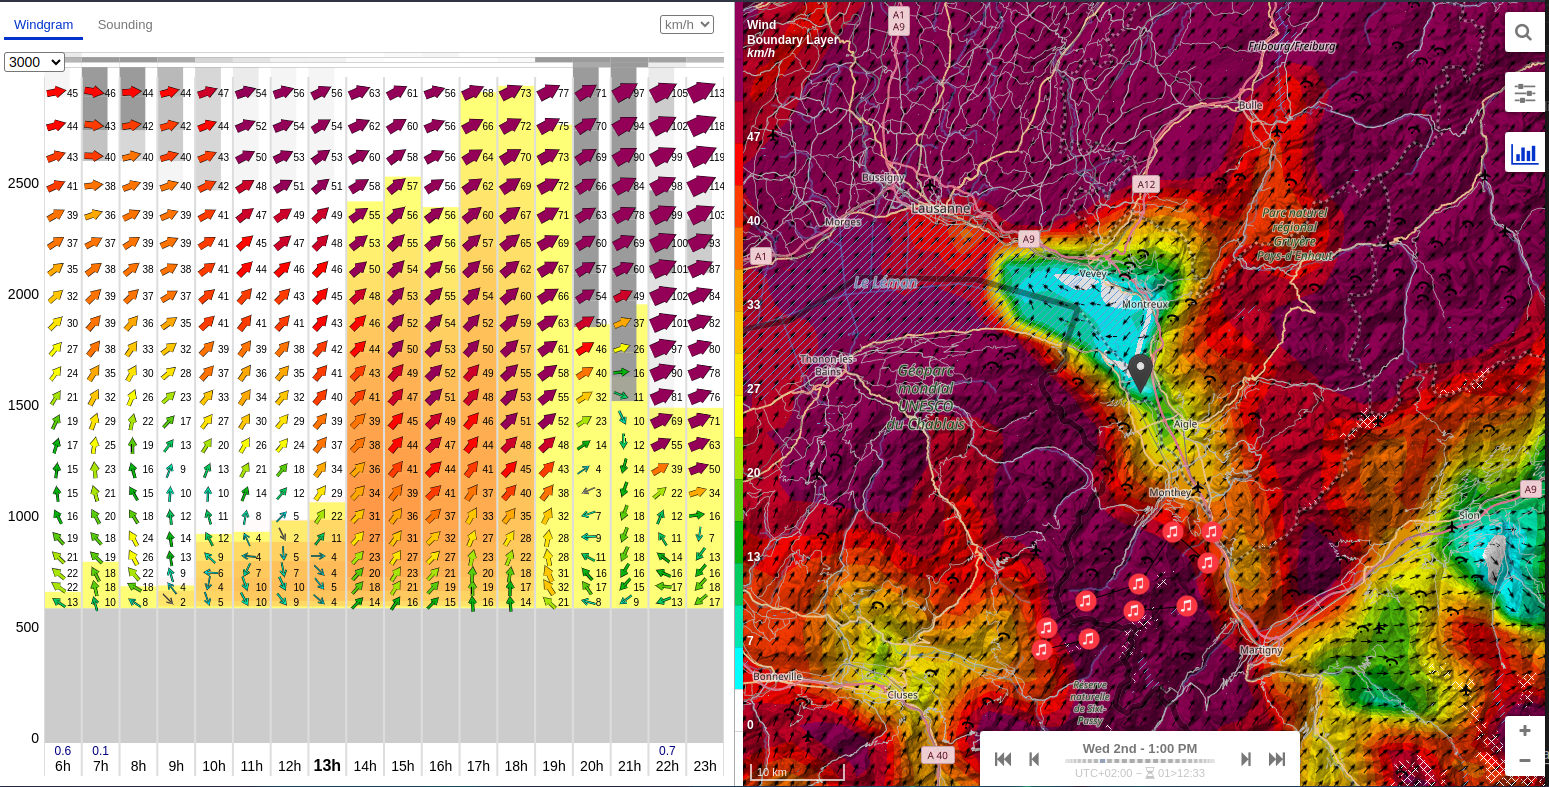 Windgram Sounding km/h
3000
45 46 44 44 47 54 56 56 63 61 56 68 73 77 71 97 105 113
44 43 42 42 44 52 54 54 62 60 56 66 72 75 70 94 102 118
43 40 40 40 43 50 53 53 60 58 56 64 70 73 69 90 99 119
2500
41 38 39 40 42 48 51 51 58 57 56 62 69 72 66 84 98 114
39 36 39 39 41 47 49 49 55 56 56 60 67 71 63 78 99 103
37 37 39 39 41 45 47 48 53 55 56 57 65 69 60 69 100 93
35 38 38 38 41 44 46 46 50 54 56 56 62 67 57 60 101 87
2000
32 39 37 37 41 42 43 45 48 53 55 54 60 66 54 49 102 84
30 39 36 35 41 41 41 43 46 52 54 52 59 63 50 37 101 82
27 38 33 32 39 39 38 42 44 50 53 50 57 61 46 26 97 80
24 35 30 28 37 36 35 41 43 49 52 49 55 58 40 16 90 78
1500
21 32 26 23 33 34 32 40 41 47 51 48 53 55 32 11 81 76
19 29 22 17 27 30 29 39 39 45 49 46 51 52 23 10 69 71
17 25 19 13 20 26 24 37 38 44 47 44 48 48 14 12 55 63
15 23 16 9 13 21 18 34 36 41 44 41 45 43 4 14 39 50
15 21 15 10 10 14 12 29 34 39 41 37 40 38 3 16 22 34
1000
16 20 18 12 11 8 5 22 31 36 37 33 35 32 7 18 12 16
19 18 24 14 12 4 2 11 27 31 32 27 28 28 9 18 11 7
21 19 26 13 9 4 5 4 23 27 27 23 22 28 11 18 14 13
22 18 22 9 6 7 7 4 20 23 21 20 18 31 16 16 16 16
22 18 18 4 4 10 10 5 18 21 19 17 17 32 17 15 17 18
13 10 8 2 5 10 9 4 14 16 15 16 14 21 8 9 13 17
500
0
0.6 0.1 0.7
6h 7h 8h 9h 10h 11h 12h 13h 14h 15h 16h 17h 18h 19h 20h 21h 22h 23h
Wind
Boundary Layer
km/h
47
40
33
27
20
13
7
0
A1
A9
Fribourg/Freiburg
Bulle
Bussigny
A12
Lausanne
Morges
Parc naturel
régional
Gruyère
Pays-d'Enhaut
A9
A1
Vevey
Le Léman
Montreux
Thonon-les-
Bains
Géoparc
mondial
UNESCO
du Chablais
Aigle
Monthey
A9
Sion
Martigny
Bonneville
Cluses
Réserve
naturelle
de Sixt-
Passy
A 40
10 km
Wed 2nd - 1:00 PM
UTC+02:00 − 01>12:33
+
−